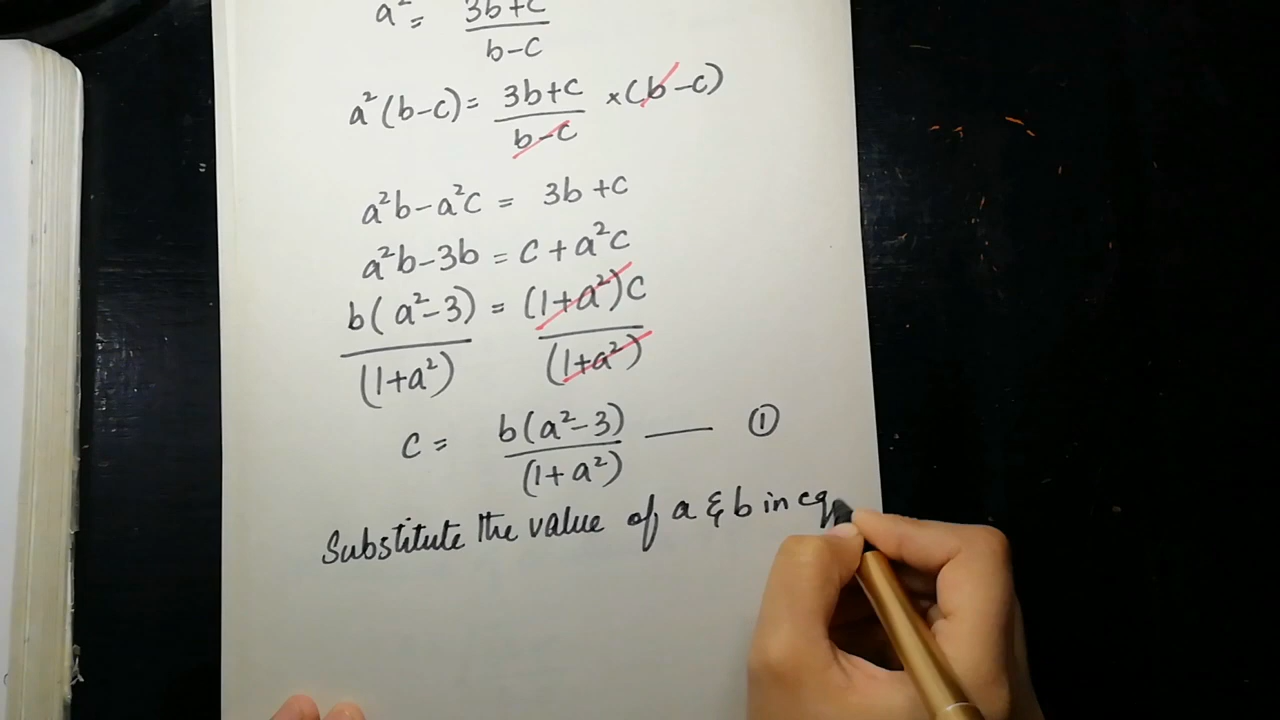 a² = 3b+c / b-c
a²(b-c) = 3b+c / b-c ×(b-c)
a²b-a²c = 3b+c
a²b-3b = c+a²c
b(a²-3) / (1+a²) = (1+a²)c / (1+a²)
c = b(a²-3) / (1+a²) —— ①
Substitute the value of a & b in eq